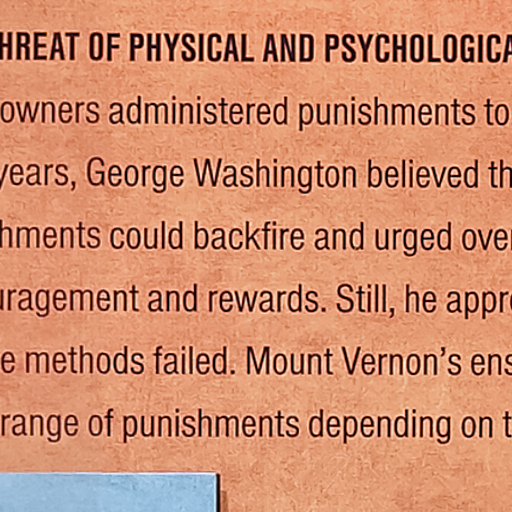 HREAT OF PHYSICAL AND PSYCHOLOGICA
owners administered punishments to
years, George Washington believed th
hments could backfire and urged over
uragement and rewards. Still, he appr
e methods failed. Mount Vernon’s ens
range of punishments depending on t